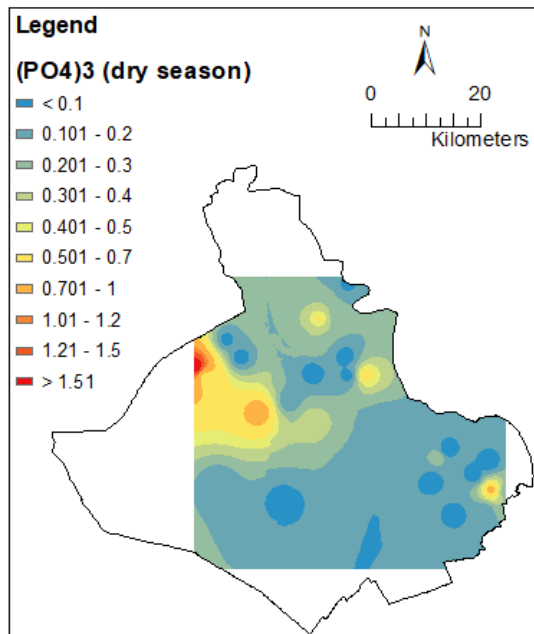 Legend
(PO4)3 (dry season)
< 0.1
0.101 - 0.2
0.201 - 0.3
0.301 - 0.4
0.401 - 0.5
0.501 - 0.7
0.701 - 1
1.01 - 1.2
1.21 - 1.5
> 1.51
N
0 20
Kilometers